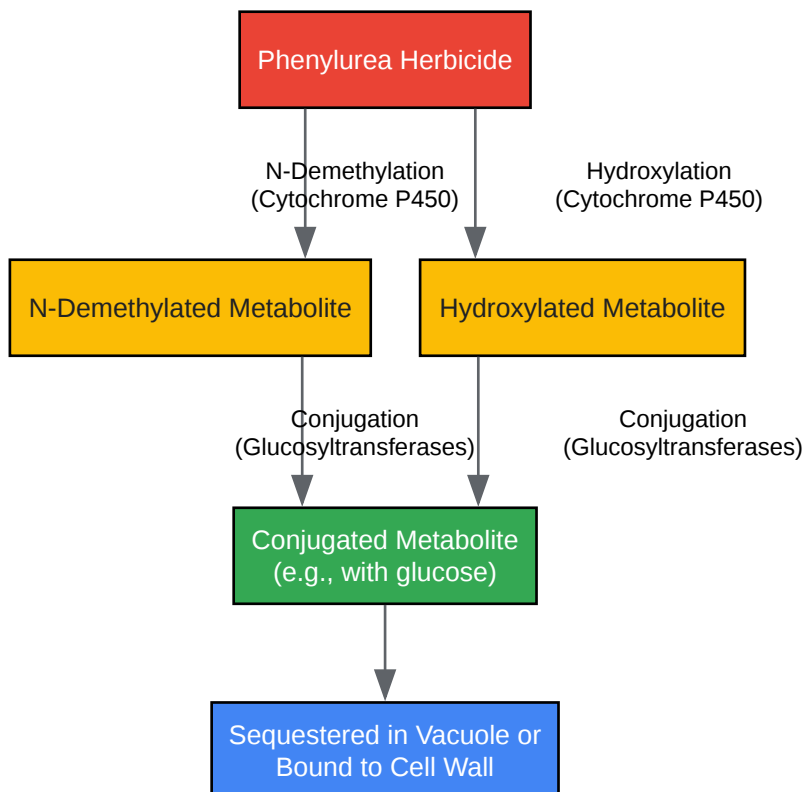 Phenylurea Herbicide
N-Demethylation
(Cytochrome P450)
Hydroxylation
(Cytochrome P450)
N-Demethylated Metabolite
Hydroxylated Metabolite
Conjugation
(Glucosyltransferases)
Conjugation
(Glucosyltransferases)
Conjugated Metabolite
(e.g., with glucose)
Sequestered in Vacuole or
Bound to Cell Wall